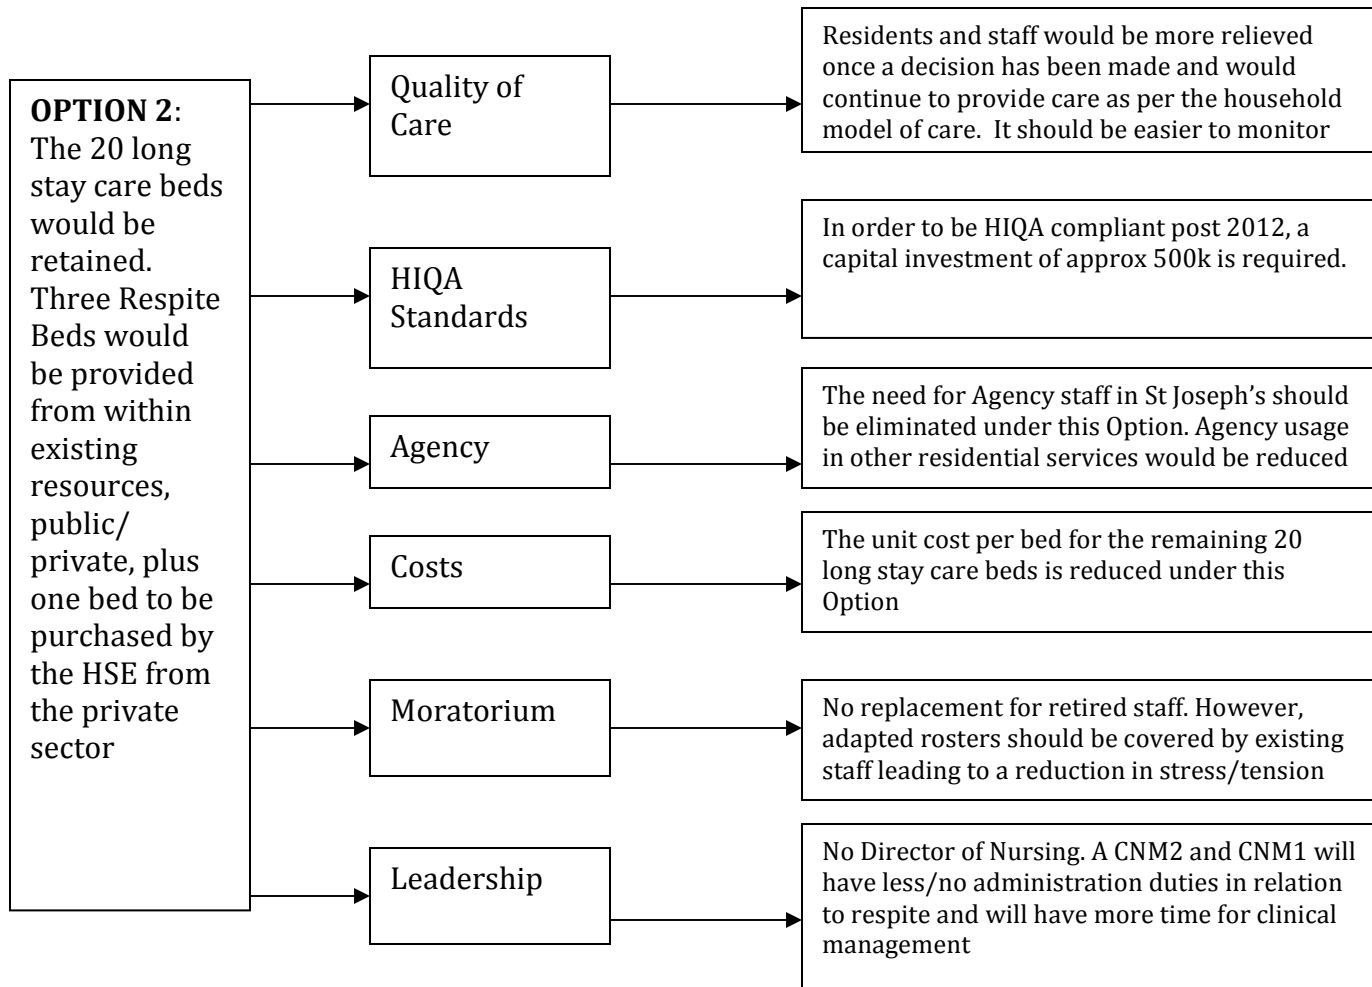 OPTION 2:
The 20 long
stay care beds
would be
retained.
Three Respite
Beds would
be provided
from within
existing
resources,
public/
private, plus
one bed to be
purchased by
the HSE from
the private
sector
Quality of
Care
Residents and staff would be more relieved
once a decision has been made and would
continue to provide care as per the household
model of care.  It should be easier to monitor
HIQA
Standards
In order to be HIQA compliant post 2012, a
capital investment of approx 500k is required.
Agency
The need for Agency staff in St Joseph’s should
be eliminated under this Option. Agency usage
in other residential services would be reduced
Costs
The unit cost per bed for the remaining 20
long stay care beds is reduced under this
Option
Moratorium
No replacement for retired staff. However,
adapted rosters should be covered by existing
staff leading to a reduction in stress/tension
Leadership
No Director of Nursing. A CNM2 and CNM1 will
have less/no administration duties in relation
to respite and will have more time for clinical
management